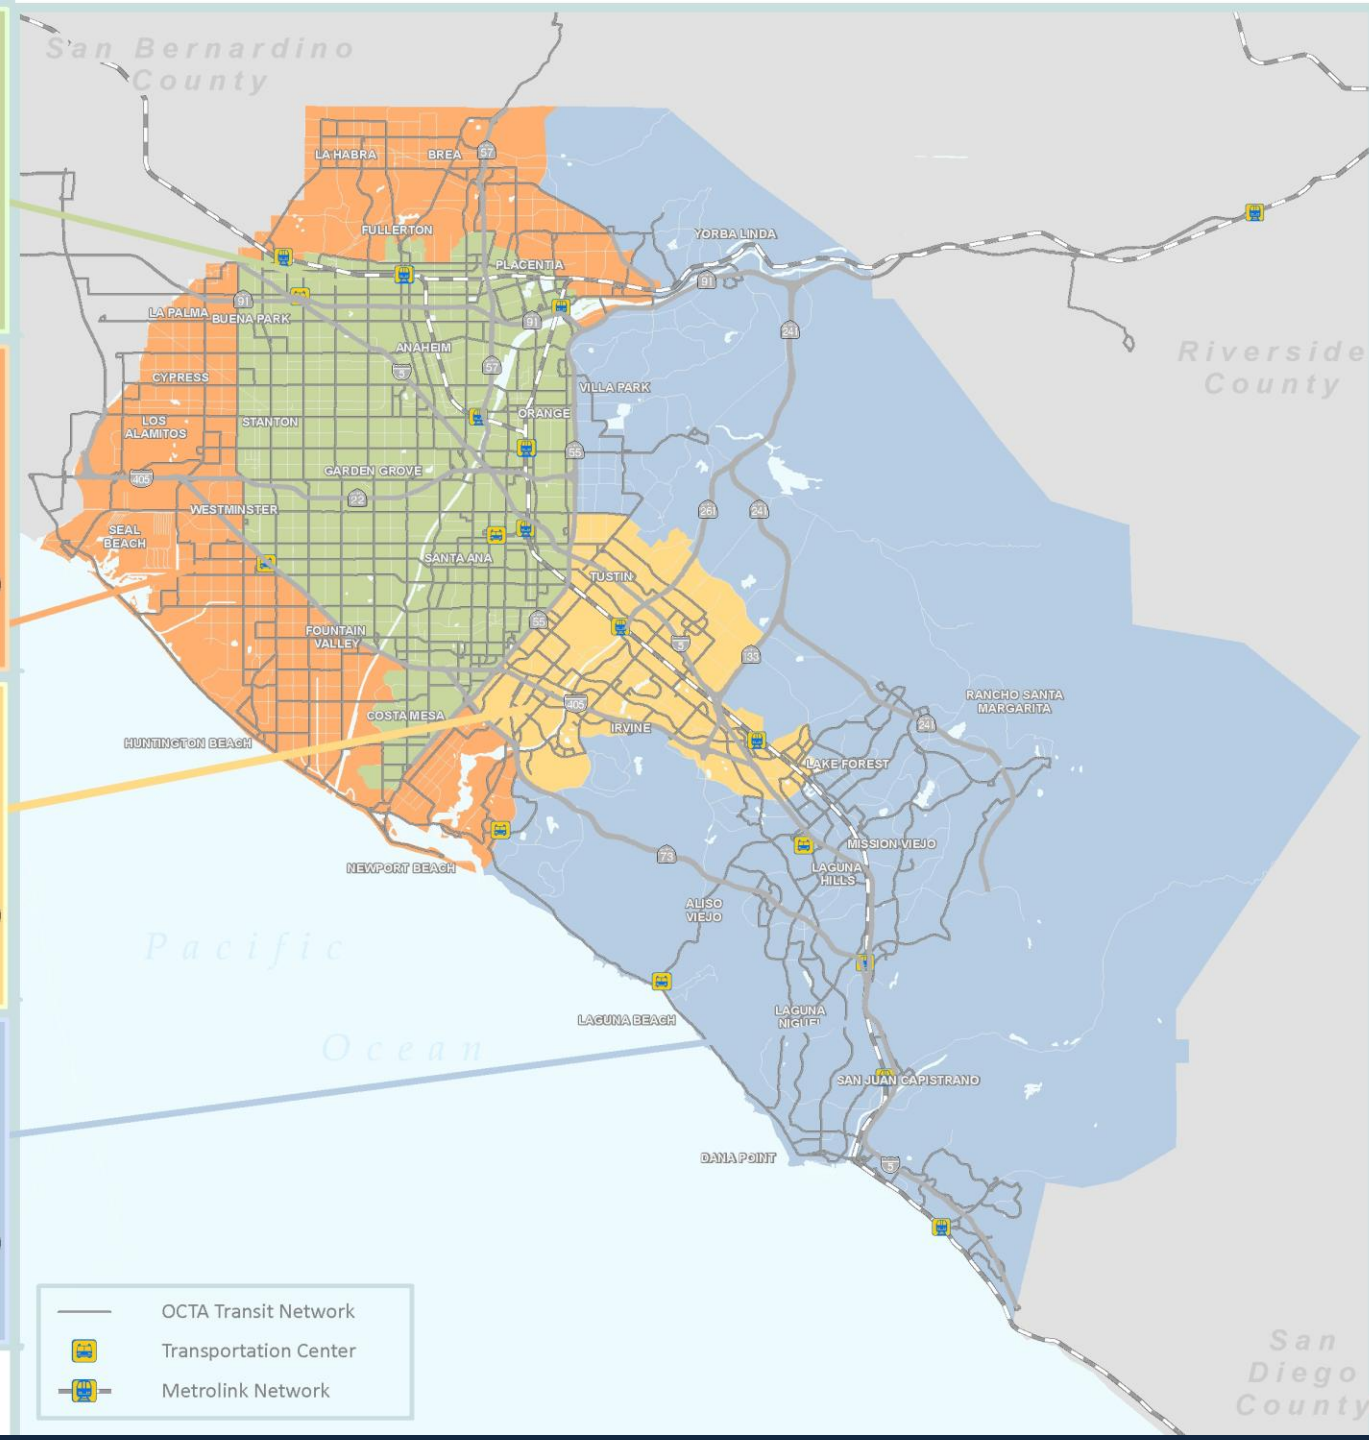 San Bernardino
County
LA HABRA
BREA
57
FULLERTON
YORBA LINDA
PLACENTIA
91
91
LA PALMA
BUENA PARK
91
241
Riverside
County
ANAHEIM
5
57
CYPRESS
VILLA PARK
ORANGE
LOS
ALAMITOS
STANTON
55
GARDEN GROVE
405
22
261
241
WESTMINSTER
SEAL
BEACH
SANTA ANA
TUSTIN
55
FOUNTAIN
VALLEY
5
133
RANCHO SANTA
MARGARITA
405
COSTA MESA
241
IRVINE
HUNTINGTON BEACH
LAKE FOREST
MISSION VIEJO
73
NEWPORT BEACH
LAGUNA
HILLS
ALISO
VIEJO
Pacific
Ocean
LAGUNA BEACH
LAGUNA
NIGUEL
SAN JUAN CAPISTRANO
DANA POINT
5
OCTA Transit Network
Transportation Center
Metrolink Network
San
Diego
County